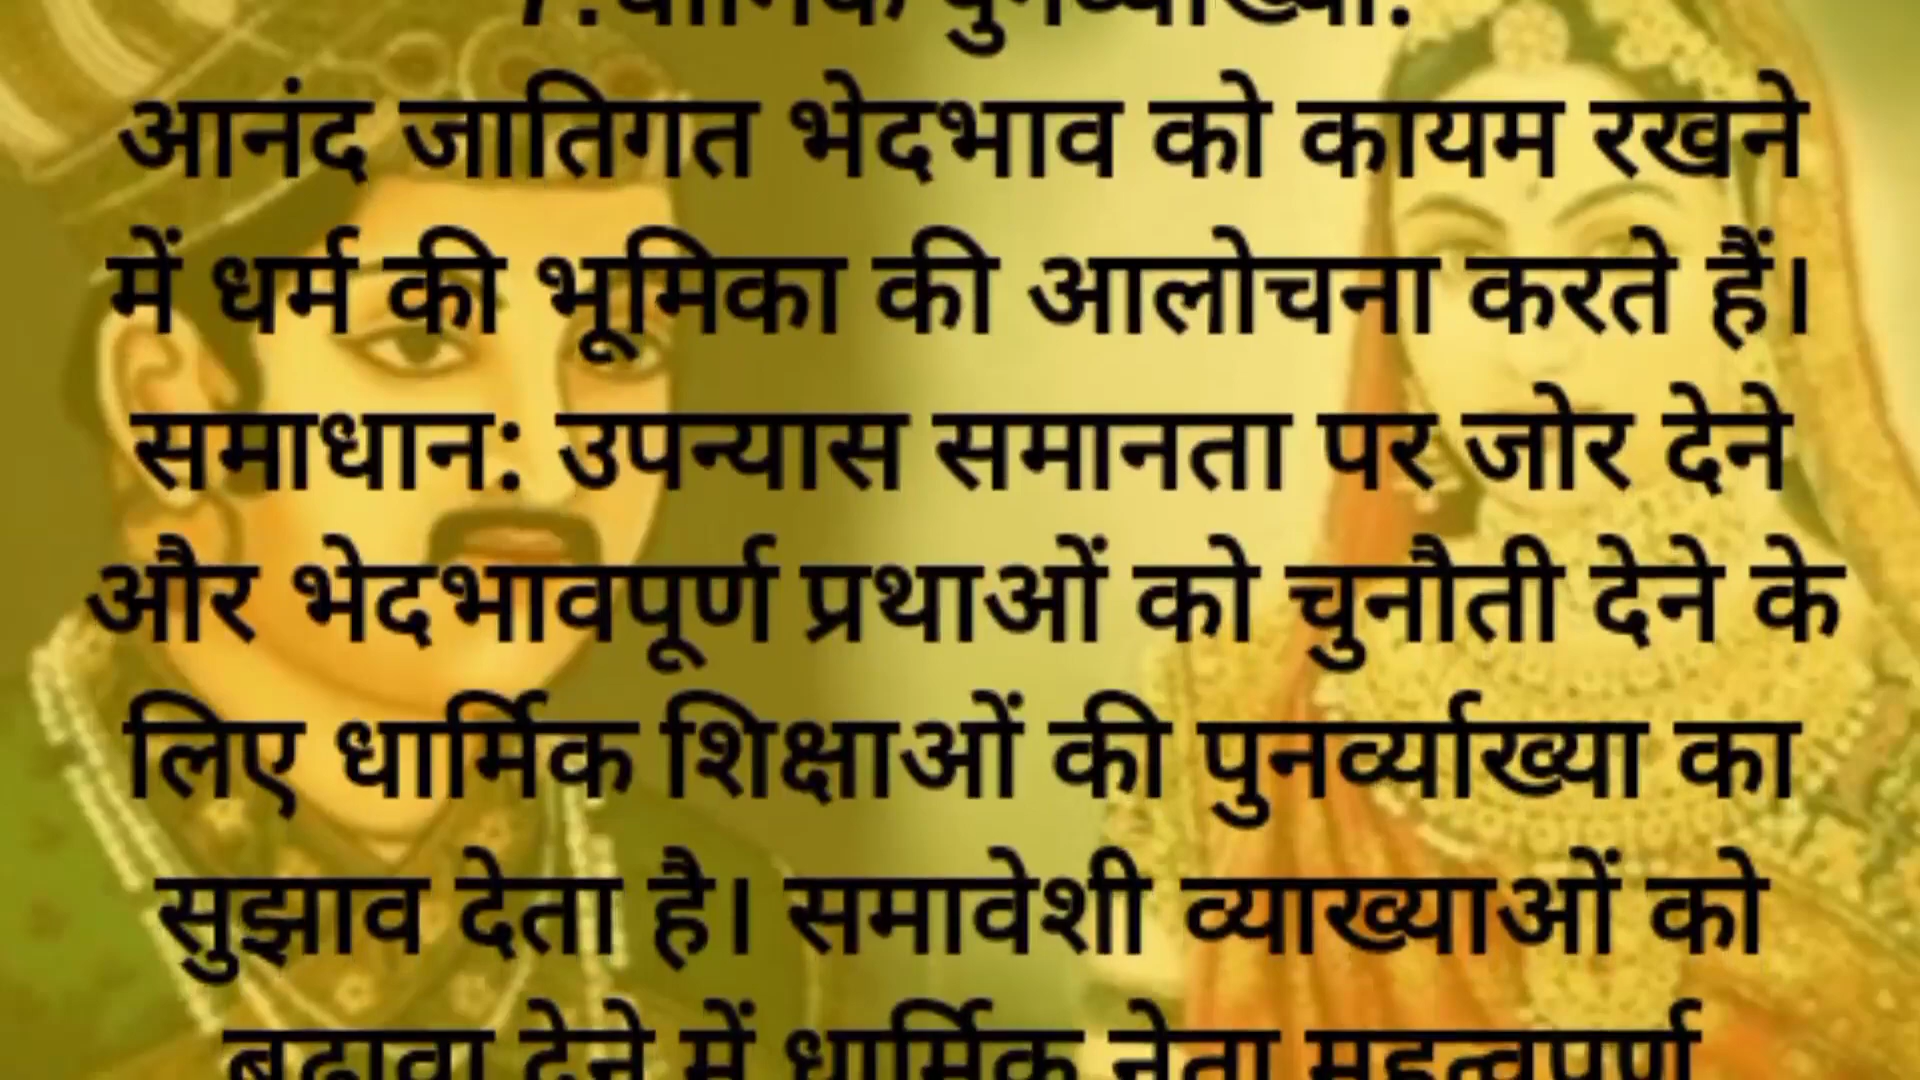 7.धार्मिक पुनर्व्याख्या:
आनंद जातिगत भेदभाव को कायम रखने
में धर्म की भूमिका की आलोचना करते हैं।
समाधान: उपन्यास समानता पर जोर देने
और भेदभावपूर्ण प्रथाओं को चुनौती देने के
लिए धार्मिक शिक्षाओं की पुनर्व्याख्या का
सुझाव देता है। समावेशी व्याख्याओं को
बढ़ावा देने में धार्मिक नेता महत्वपूर्ण